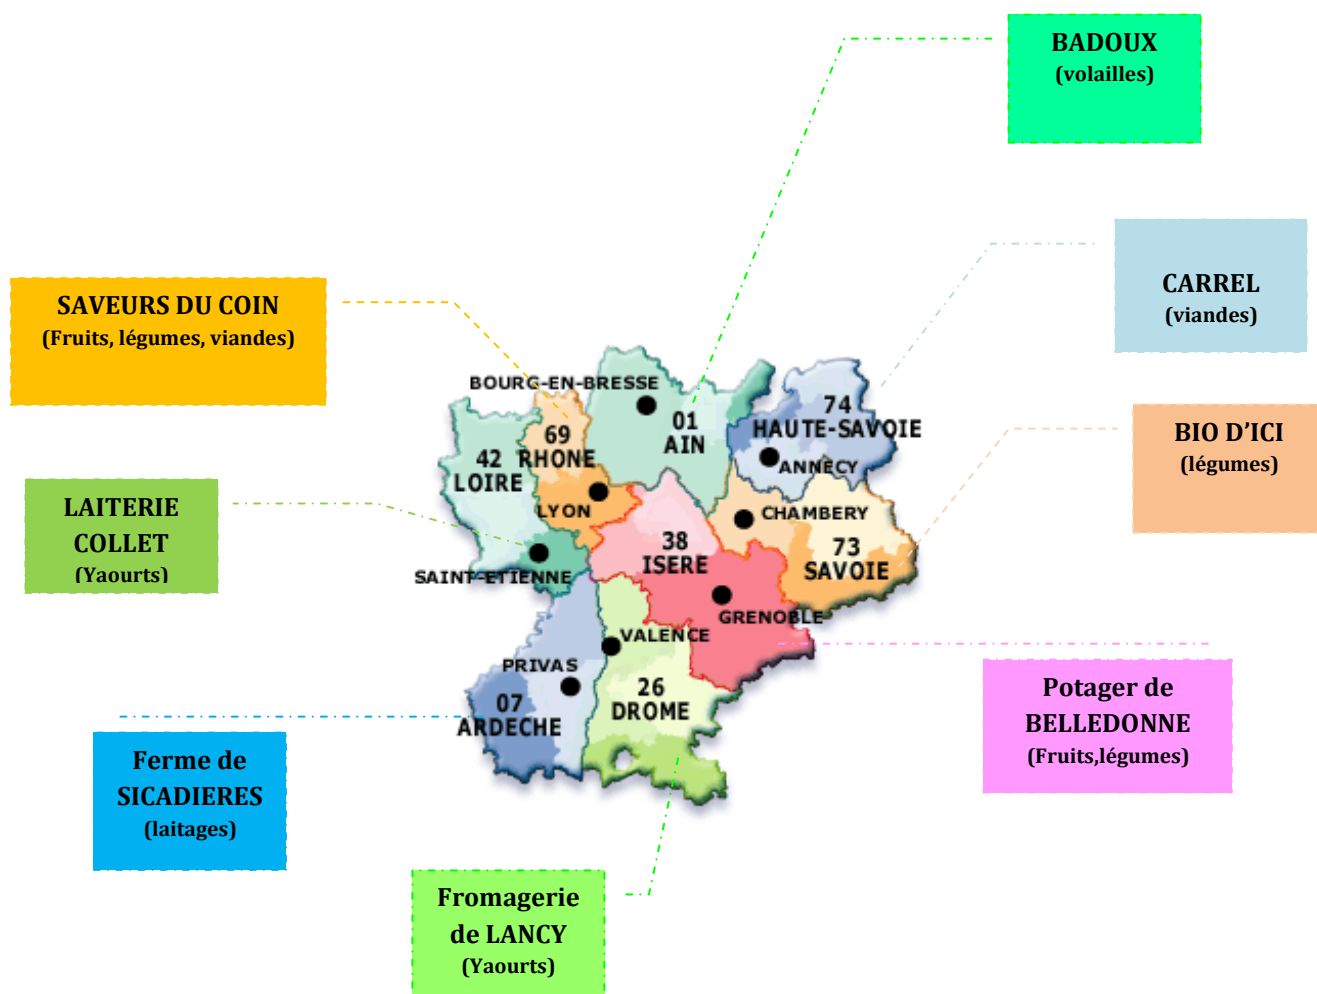 BADOUX
(volailles)
CARREL
(viandes)
SAVEURS DU COIN
(Fruits, légumes, viandes)
BIO D'ICI
(légumes)
LAITERIE
COLLET
(Yaourts)
BOURG-EN-BRESSE
01
AIN
74
HAUTE-SAVOIE
ANNECY
69
RHONE
LYON
42
LOIRE
SAINT-ETIENNE
CHAMBERY
73
SAVOIE
38
ISERE
GRENOBLE
VALENCE
PRIVAS
07
ARDECHE
26
DROME
Potager de
BELLEDONNE
(Fruits,légumes)
Ferme de
SICADIERES
(laitages)
Fromagerie
de LANCY
(Yaourts)